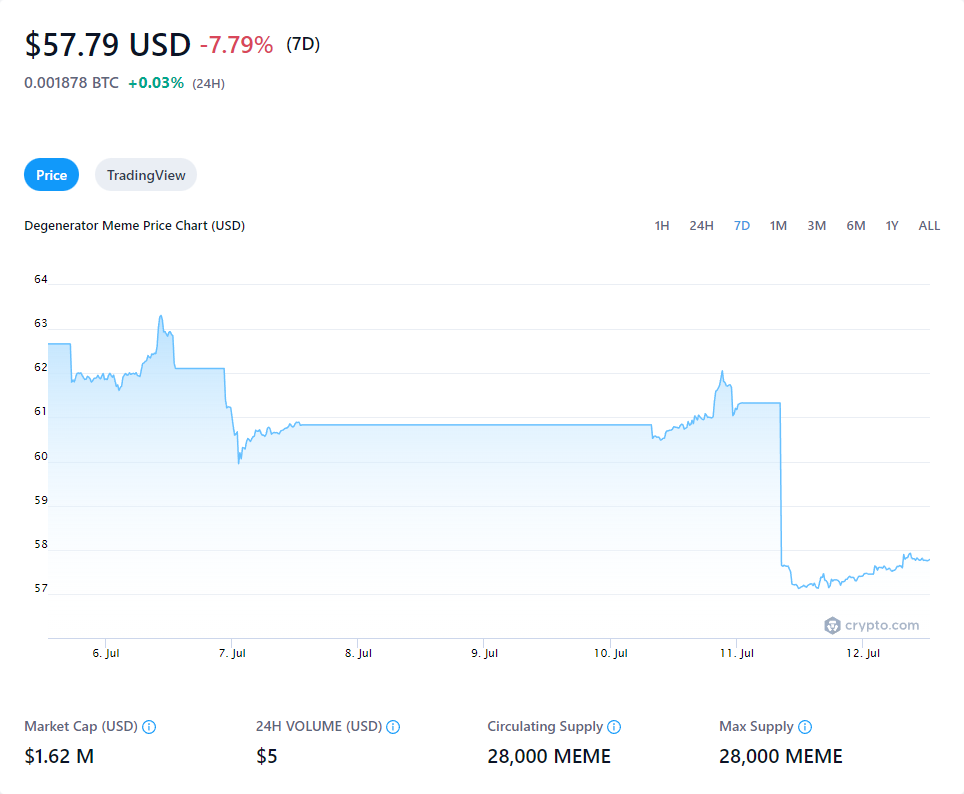 $57.79 USD -7.79% (7D)
0.001878 BTC +0.03% (24H)
Price TradingView
Degenerator Meme Price Chart (USD) 1H 24H 7D 1M 3M 6M 1Y ALL
64
63
62
61
60
59
58
57
crypto.com
6. Jul 7. Jul 8. Jul 9. Jul 10. Jul 11. Jul 12. Jul
Market Cap (USD) 24H VOLUME (USD) Circulating Supply Max Supply
$1.62 M $5 28,000 MEME 28,000 MEME